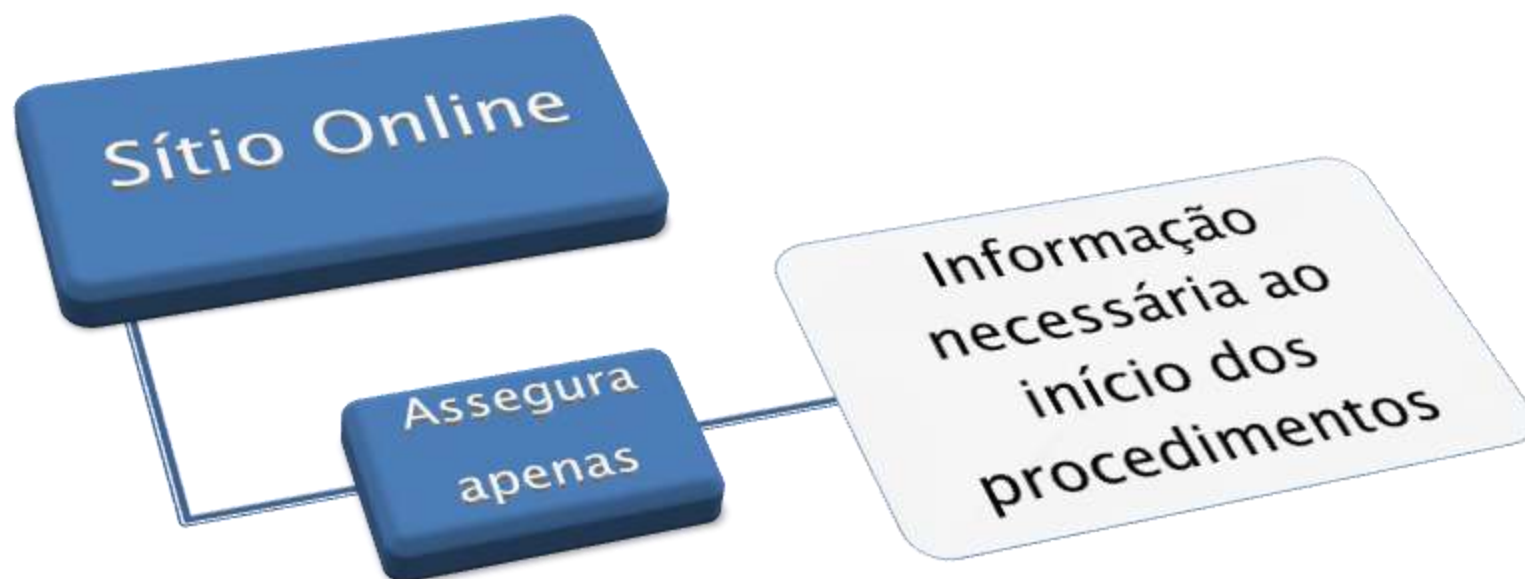 Sítio Online
Assegura
apenas
Informação
necessária ao
início dos
procedimentos